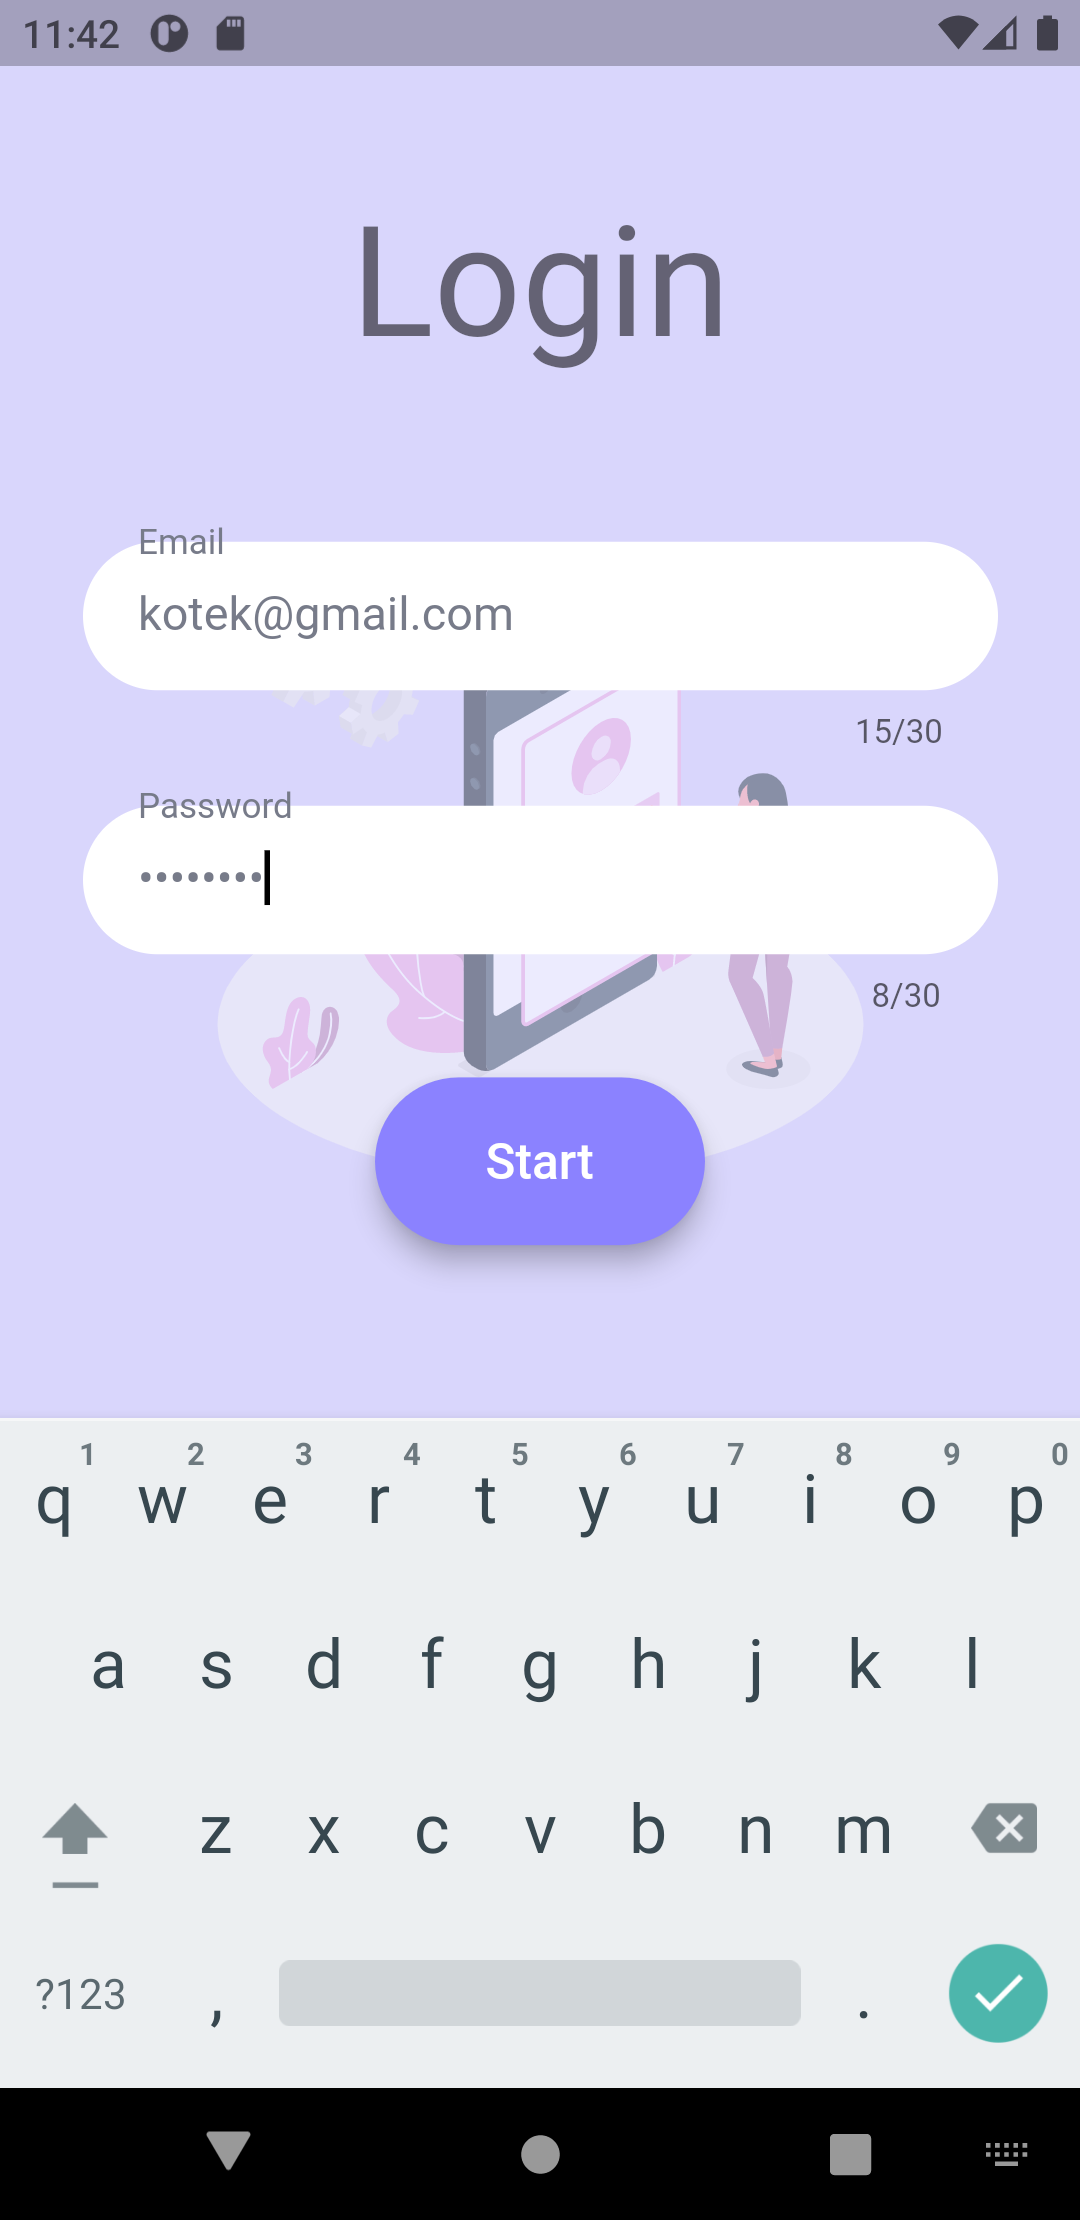 11:42
Login
Email
kotek@gmail.com
15/30
Password
••••••••
8/30
Start
1 2 3 4 5 6 7 8 9 0
q w e r t y u i o p
a s d f g h j k l
z x c v b n m
?123 , .